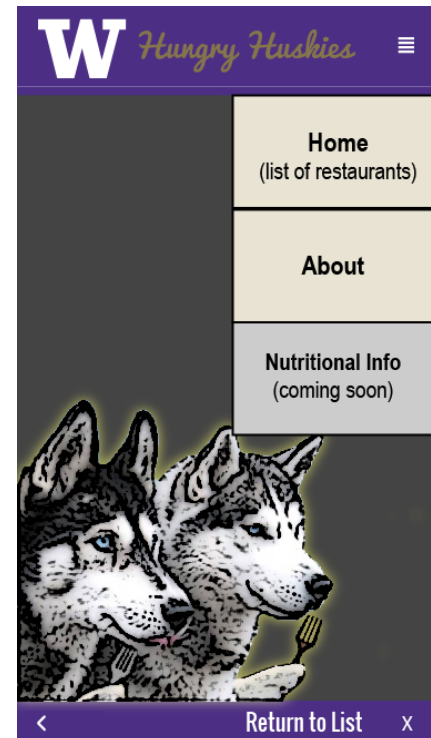 W Hungry Huskies
Home
(list of restaurants)
About
Nutritional Info
(coming soon)
< Return to List X